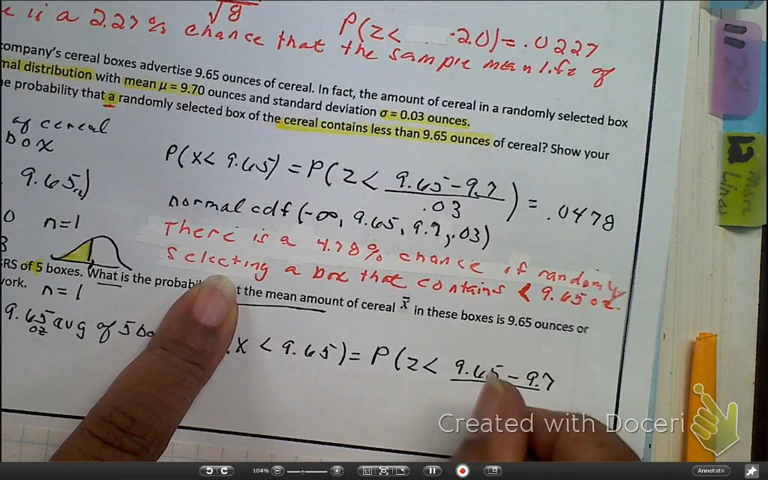 √9
e is a 2.27% chance that the sample mean life of
P(z < -2.0) = .0227
company's cereal boxes advertise 9.65 ounces of cereal. In fact, the amount of cereal in a randomly selected box
mal distribution with mean μ = 9.70 ounces and standard deviation σ = 0.03 ounces.
e probability that a randomly selected box of the cereal contains less than 9.65 ounces of cereal? Show your
of cereal
box
P(x < 9.65) = P(z < 9.65 - 9.7 / .03) = .0478
9.65
normal cdf (-∞, 9.65, 9.7, .03)
n=1
There is a 4.78% chance of randomly
selecting a box that contains < 9.65 oz.
SRS of 5 boxes. What is the probabi t the mean amount of cereal x̄ in these boxes is 9.65 ounces or
work.
n=1
9.65 avg of 5 bo
oz
x < 9.65) = P(z < 9.65 - 9.7
Created with Doceri
104%
Annotate